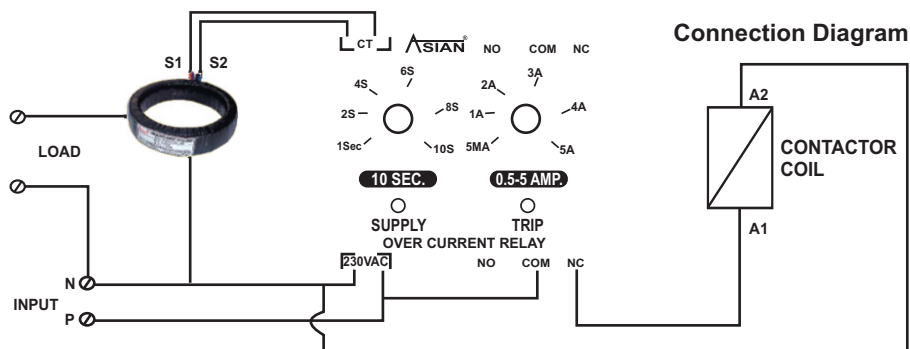 Connection Diagram
CT
ASIAN®
NO COM NC
S1 S2
1Sec
2S
4S
6S
8S
10S
5MA
1A
2A
3A
4A
5A
10 SEC.
0.5-5 AMP.
SUPPLY
TRIP
OVER CURRENT RELAY
230VAC
NO COM NC
LOAD
INPUT
N
P
A2
CONTACTOR
COIL
A1